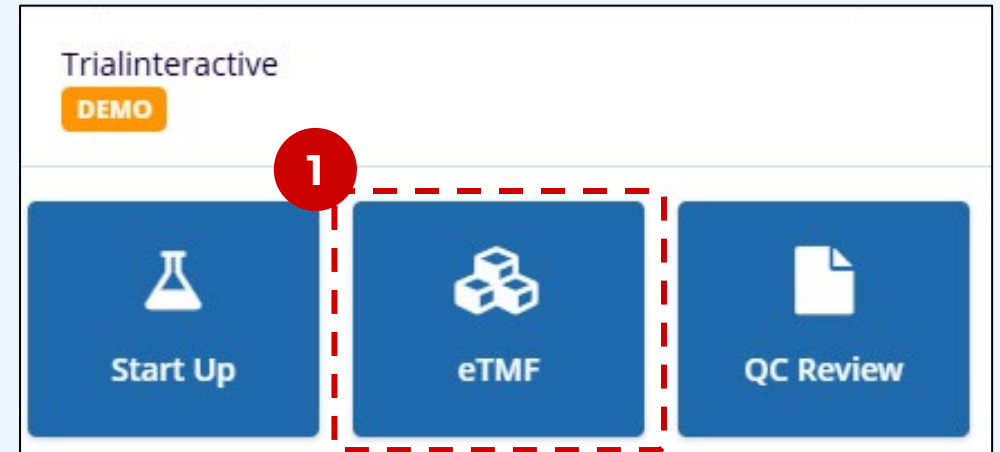 Trialinteractive
DEMO
1
Start Up
eTMF
QC Review